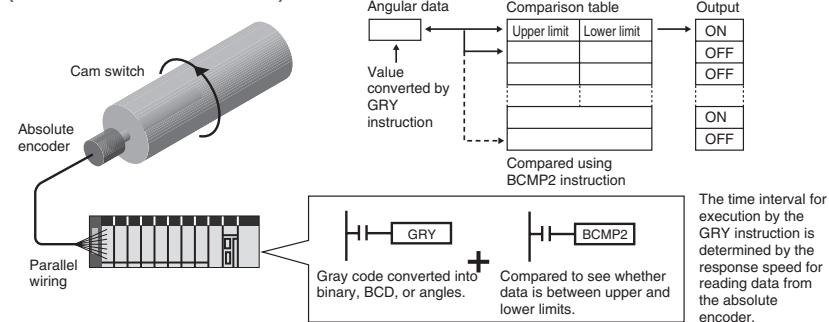 Angular data
Comparison table
Output
Upper limit
Lower limit
ON
OFF
OFF
ON
OFF
Value
converted by
GRY
instruction
Compared using
BCMP2 instruction
Cam switch
Absolute
encoder
Parallel
wiring
GRY
Gray code converted into
binary, BCD, or angles.
+
BCMP2
Compared to see whether
data is between upper and
lower limits.
The time interval for
execution by the
GRY instruction is
determined by the
response speed for
reading data from
the absolute
encoder.